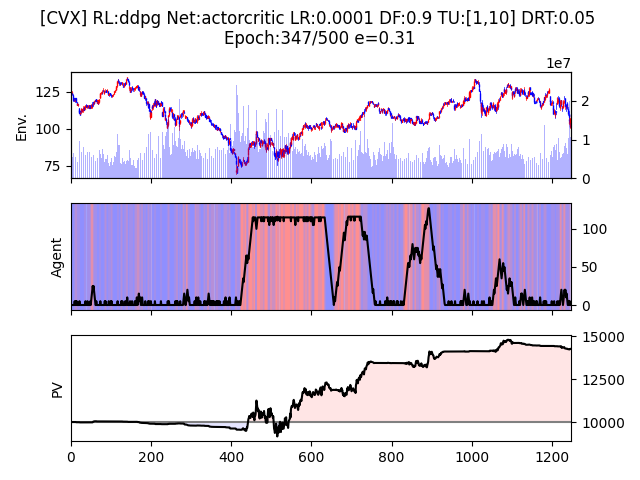 [CVX] RL:ddpg Net:actorcritic LR:0.0001 DF:0.9 TU:[1,10] DRT:0.05
Epoch:347/500 e=0.31
1e7
125
100
75
Env.
2
1
0
Agent
100
50
0
PV
15000
12500
10000
0 200 400 600 800 1000 1200